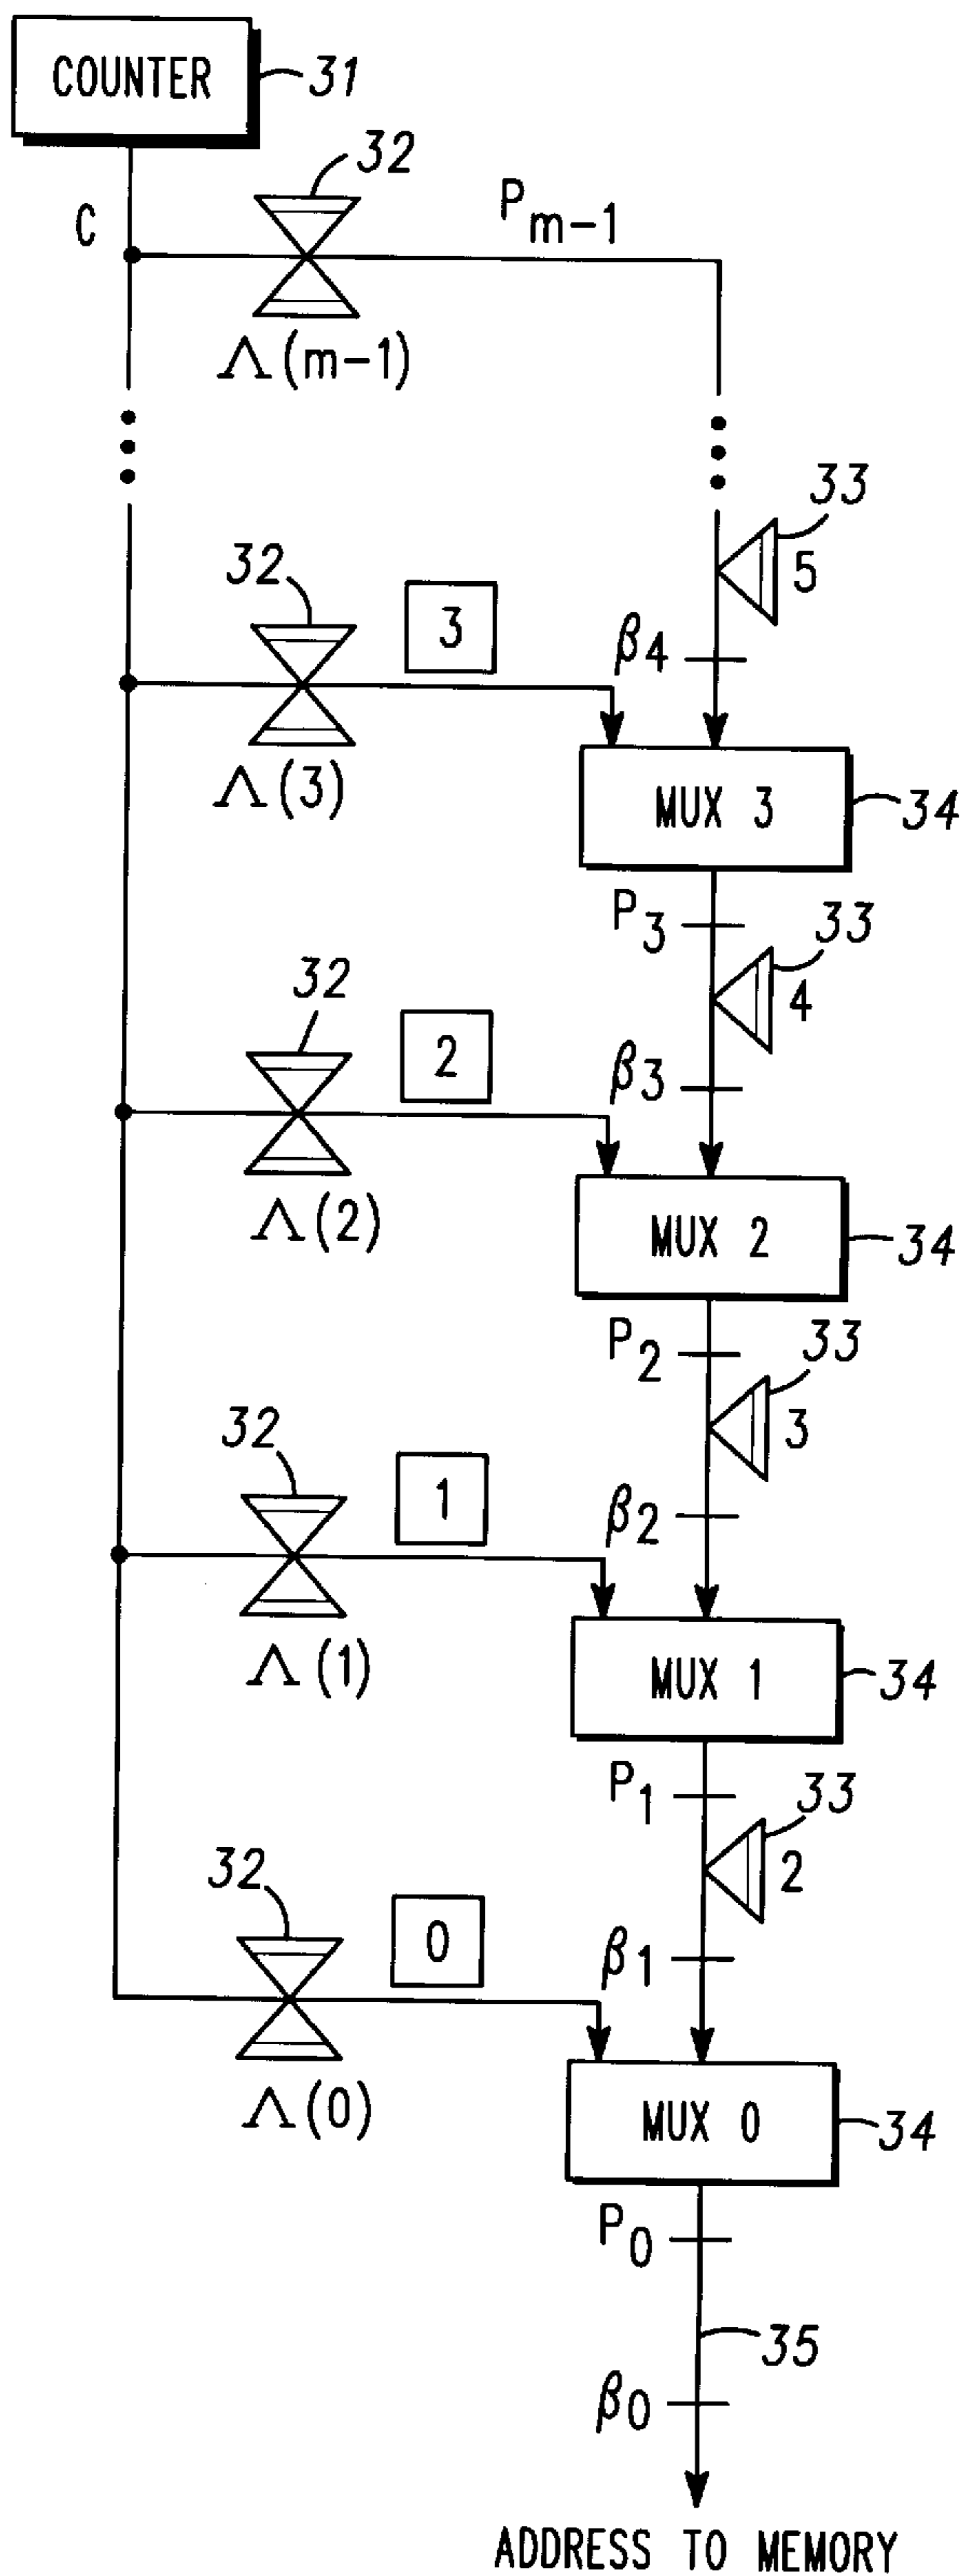 COUNTER 31
32
C
P m-1
Λ(m-1)
33
5
32
3
β4
Λ(3)
MUX 3
34
P3
33
4
32
2
β3
Λ(2)
MUX 2
34
P2
33
3
32
1
β2
Λ(1)
MUX 1
34
P1
33
2
32
0
β1
Λ(0)
MUX 0
34
P0
35
β0
ADDRESS TO MEMORY